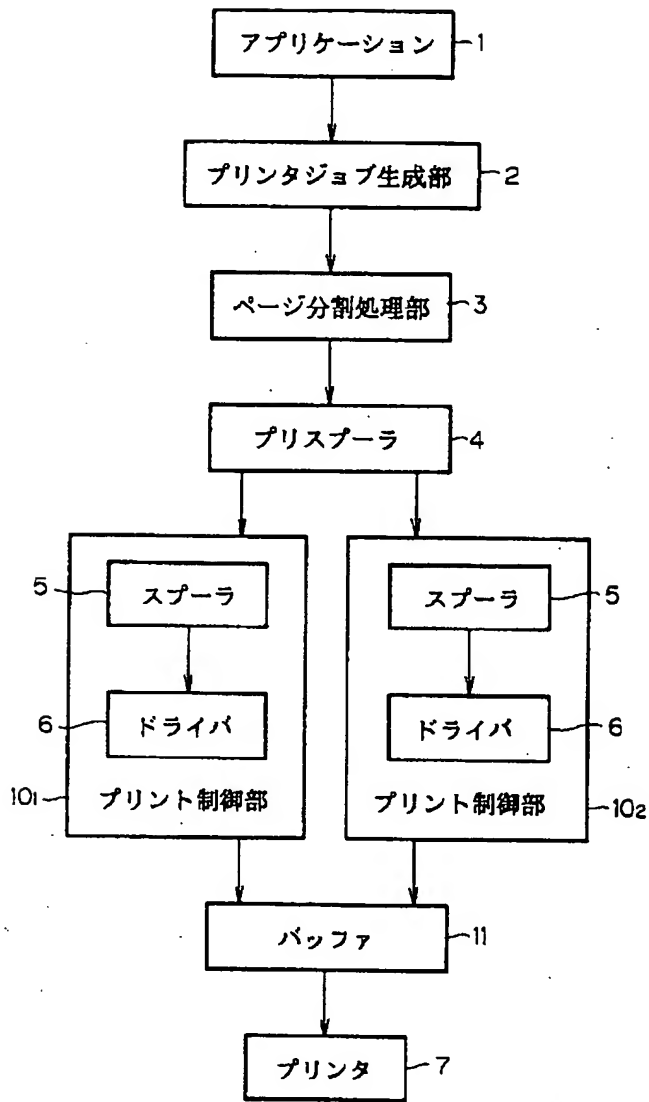 アプリケーション 1
プリンタジョブ生成部 2
ページ分割処理部 3
プリスプーラ 4
5 スプーラ
スプーラ 5
6 ドライバ
ドライバ 6
10₁ プリント制御部
プリント制御部 10₂
バッファ 11
プリンタ 7